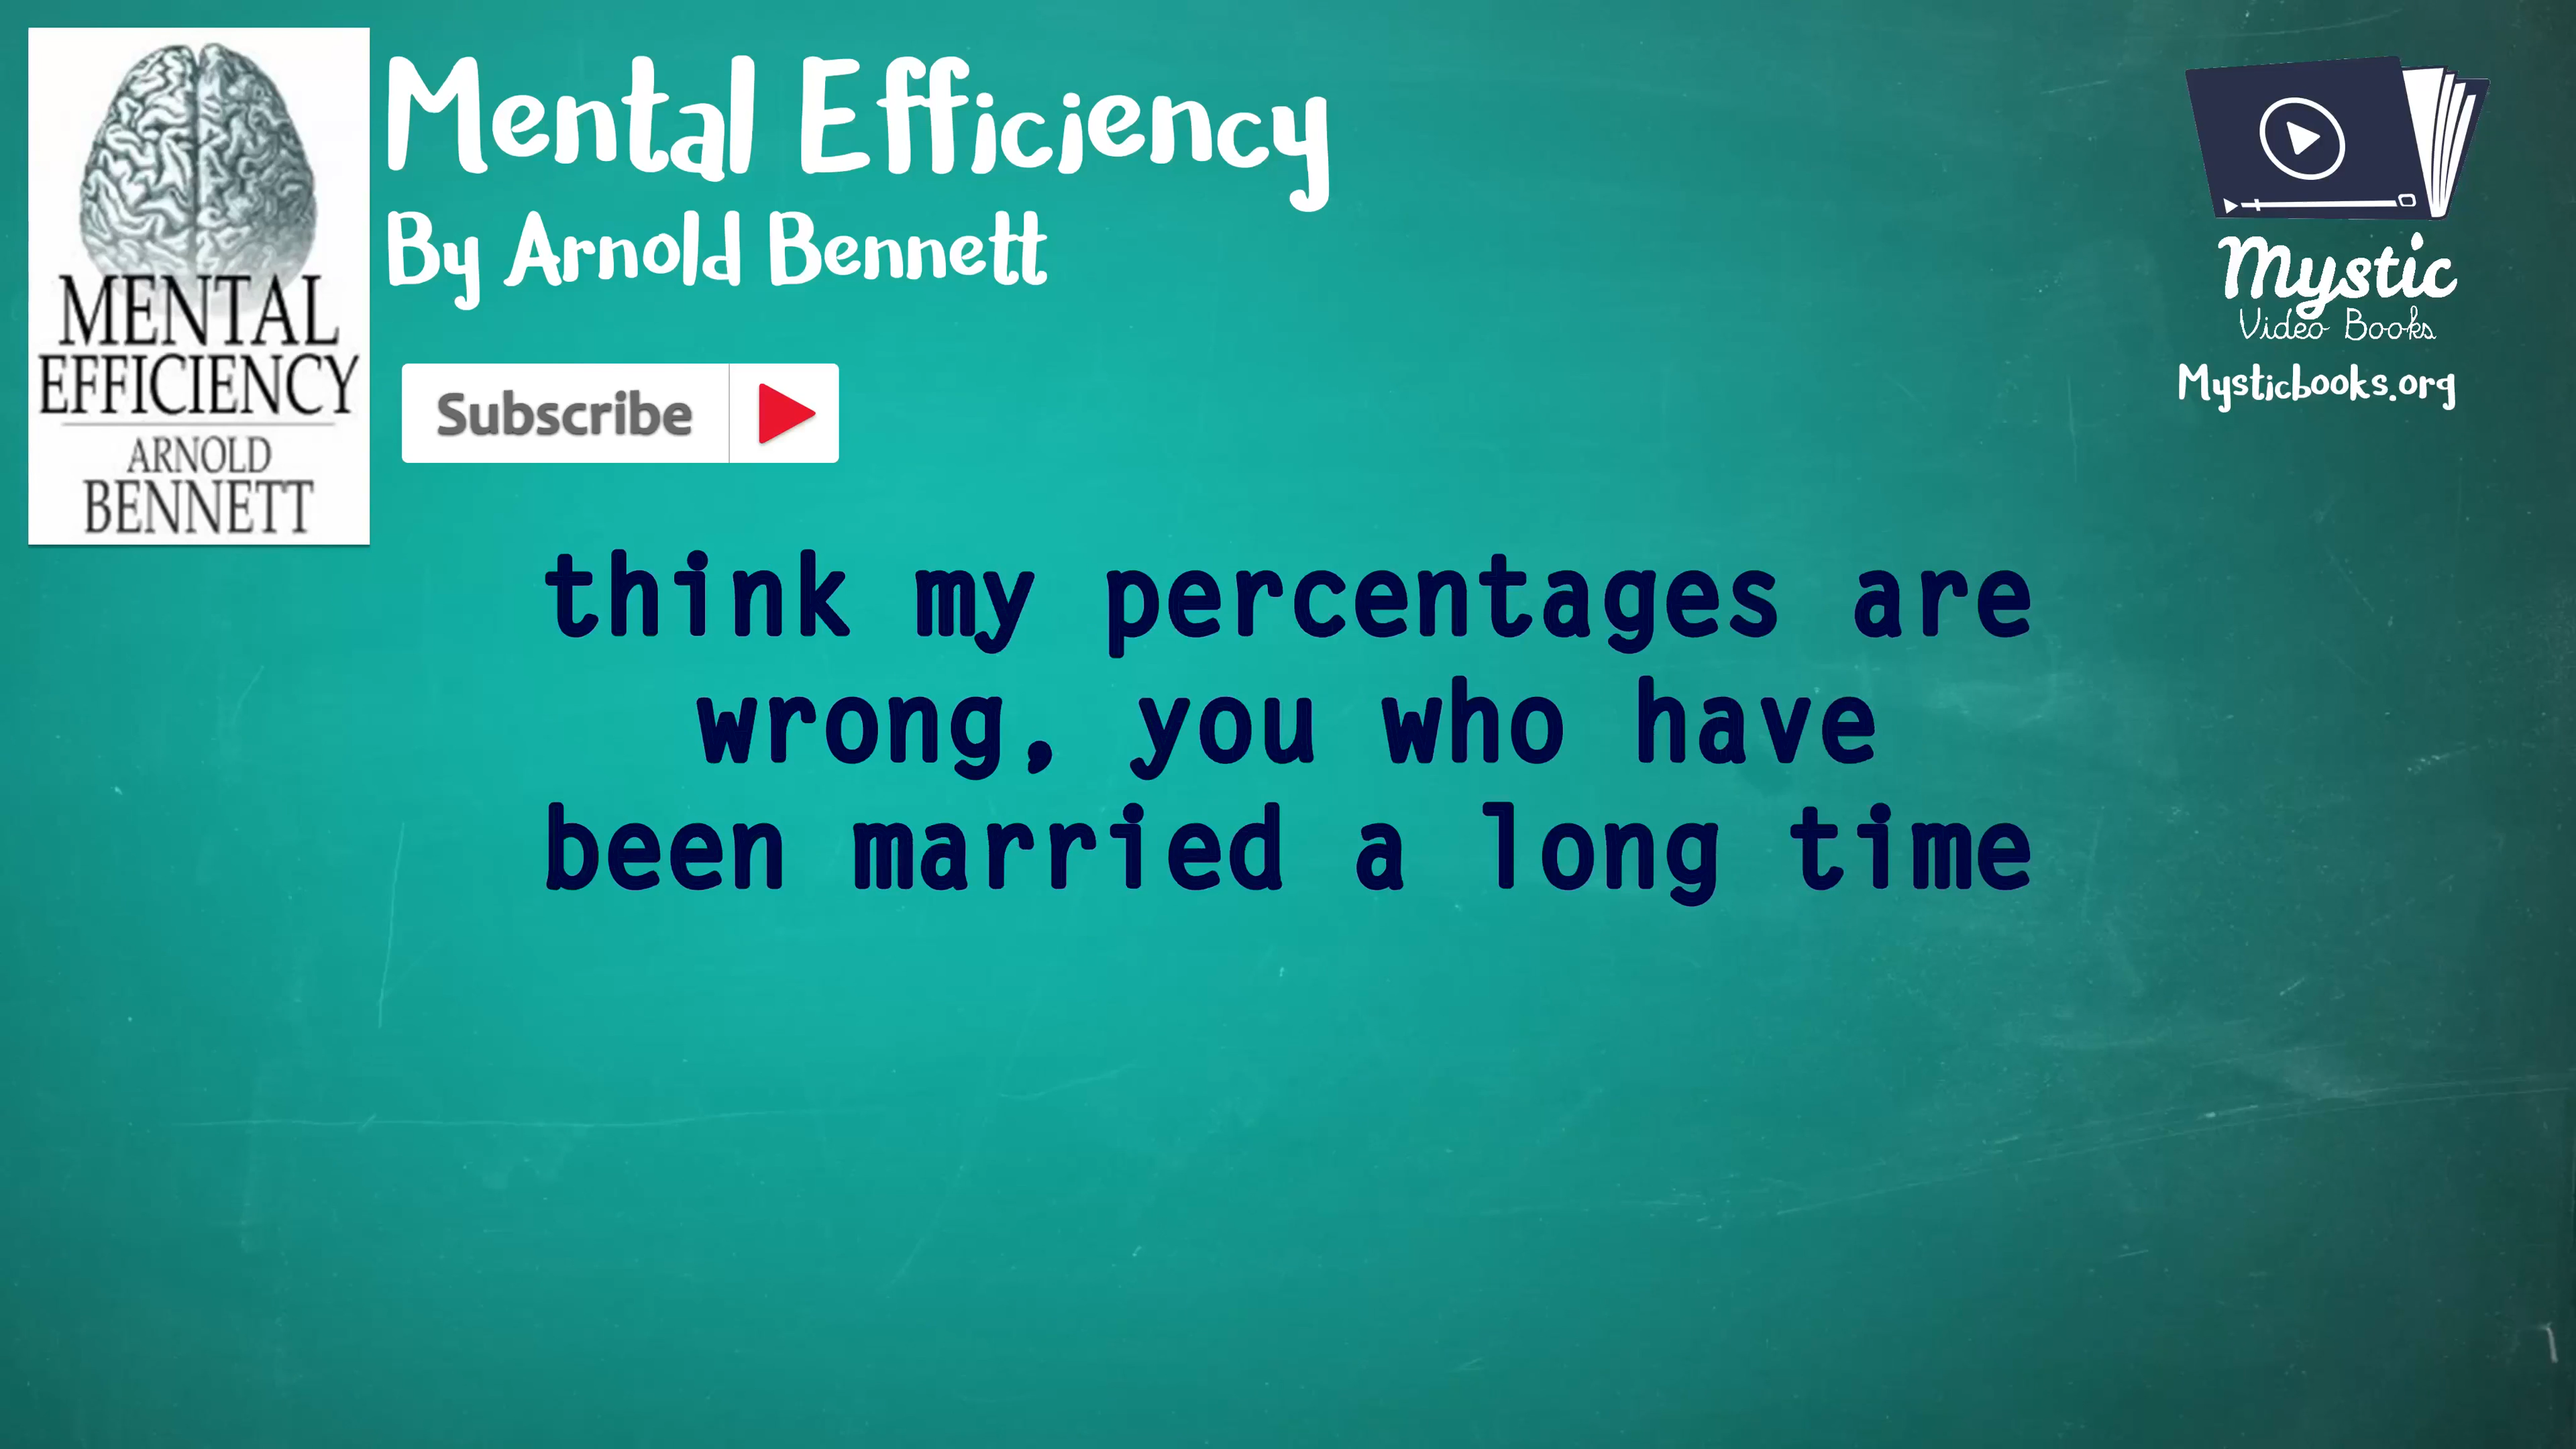 Mental Efficiency
By Arnold Bennett
Subscribe
MENTAL
EFFICIENCY
ARNOLD
BENNETT
Mystic
Video Books
Mysticbooks.org
think my percentages are
wrong, you who have
been married a long time